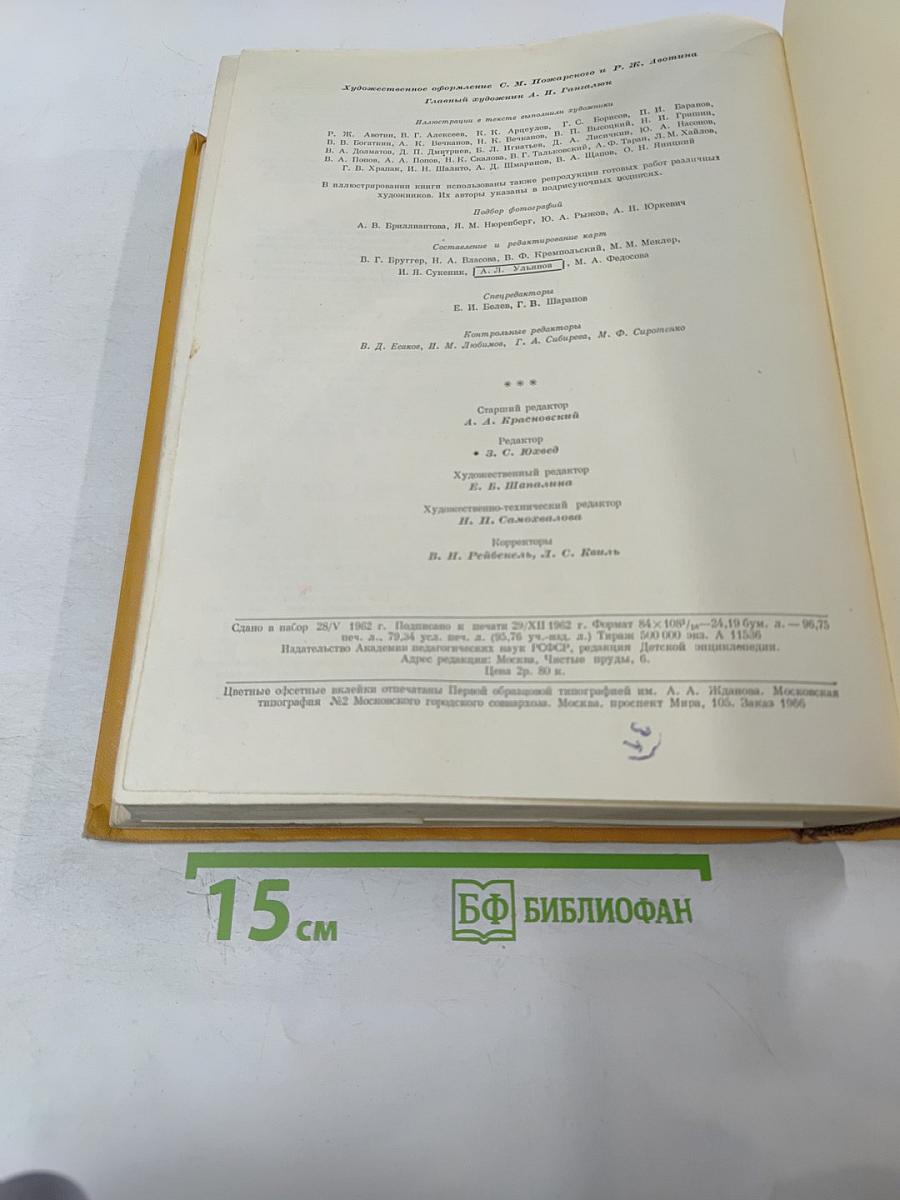 Художественное оформление С. М. Пожарского и Р. Ж. Авотина
Главный художник А. П. Гангалюк
Иллюстрации в тексте выполнили художники
Р. Ж. Авотин, В. Г. Алексеев, К. К. Арцеулов, Г. С. Борисов, П. И. Баранов,
В. В. Богаткин, А. К. Вечканов, Н. К. Вечканов, В. П. Высоцкий, Н. И. Гришин,
В. А. Долматов, Д. П. Дмитриев, Б. Л. Игнатьев, Д. А. Лисичкин, Ю. А. Насонов,
В. А. Попов, А. А. Попов, Н. К. Скалова, В. Г. Тальковский, А. Ф. Таран, Л. М. Хайлов,
Г. В. Храпак, И. Н. Шалито, А. Д. Шмаринов, В. А. Щапов, О. Н. Яницкий
В иллюстрировании книги использованы также репродукции готовых работ различных
художников. Их авторы указаны в подрисуночных подписях.
Подбор фотографий
А. В. Бриллиантова, Я. М. Нюренберг, Ю. А. Рыжов, А. Н. Юркевич
Составление и редактирование карт
В. Г. Бруггер, Н. А. Власова, В. Ф. Крემпольский, М. М. Меклер,
И. Я. Сукеник, А. Л. Ульянов, М. А. Федосова
Спецредакторы
Е. И. Белев, Г. В. Шарапов
Контрольные редакторы
В. Д. Есаков, И. М. Любимов, Г. А. Сибирева, М. Ф. Сиротенко
* * *
Старший редактор
А. А. Красновский
Редактор
• З. С. Юхвед
Художественный редактор
Е. Б. Шапалина
Художественно-технический редактор
Н. П. Самохвалова
Корректоры
В. Н. Рейбекель, Л. С. Квиль
Сдано в набор 28/V 1962 г. Подписано к печати 29/XII 1962 г. Формат 84×108¹/₁₆—24,19 бум. л. — 96,75
печ. л., 79,34 усл. печ. л. (95,76 уч.-изд. л.) Тираж 500 000 экз. А 11536
Издательство Академии педагогических наук РСФСР, редакция Детской энциклопедии.
Адрес редакции: Москва, Чистые пруды, 6.
Цена 2р. 80 к.
Цветные офсетные вклейки отпечатаны Первой образцовой типографией им. А. А. Жданова. Московская
типография №2 Московского городского совнархоза. Москва, проспект Мира, 105. Заказ 1966
15 см
БФ БИБЛИОФАН